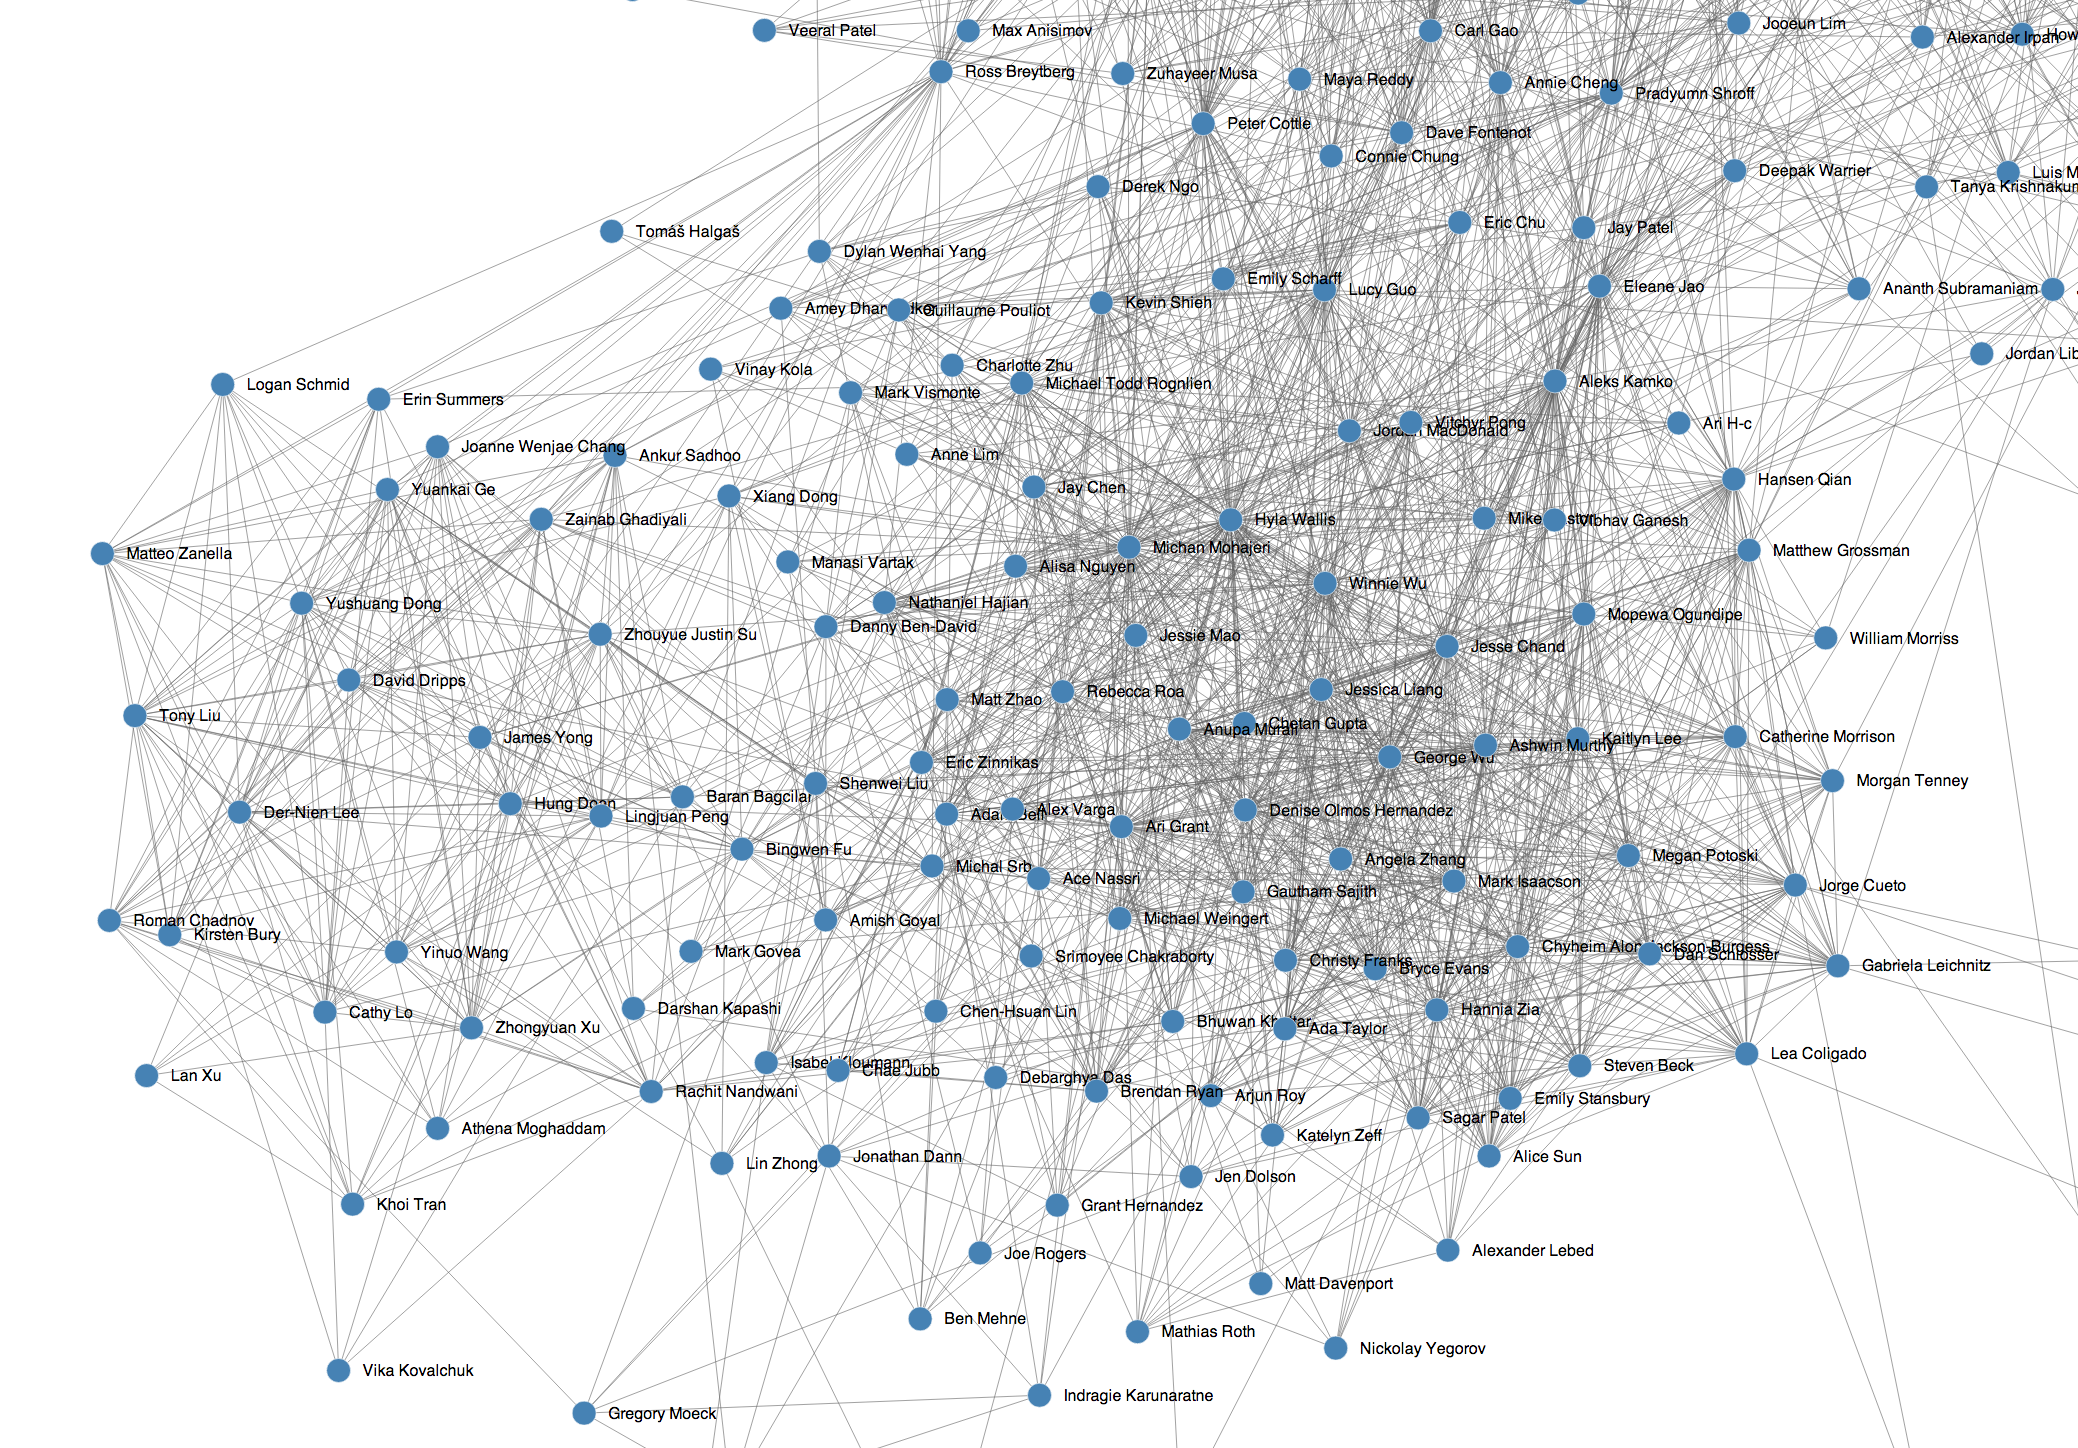 Veeral Patel
Max Anisimov
Carl Gao
Jooeun Lim
Alexander Irpan
How
Ross Breytberg
Zuhayeer Musa
Maya Reddy
Annie Cheng
Pradyumn Shroff
Peter Cottle
Dave Fontenot
Connie Chung
Deepak Warrier
Luis M
Derek Ngo
Tanya Krishnakum
Tomáš Halgaš
Eric Chu
Jay Patel
Dylan Wenhai Yang
Emily Scharff
Lucy Guo
Eleane Jao
Ananth Subramaniam
Amey
Guillaume Pouliot
Kevin Shieh
Jordan Lib
Vinay Kola
Charlotte Zhu
Logan Schmid
Michael Todd Rognlien
Aleks Kamko
Erin Summers
Mark Vismonte
Vitchyr Pong
Jordan MacDonald
Ari H-c
Joanne Wenjae Chang
Ankur Sadhoo
Anne Lim
Yuankai Ge
Xiang Dong
Jay Chen
Hansen Qian
Zainab Ghadiyali
Hyla Wallis
Mike
Vibhav Ganesh
Matteo Zanella
Michan Mohajeri
Matthew Grossman
Manasi Vartak
Alisa Nguyen
Winnie Wu
Yushuang Dong
Nathaniel Hajian
Mopewa Ogundipe
Zhouyue Justin Su
Danny Ben-David
Jessie Mao
Jesse Chand
William Morriss
David Dripps
Matt Zhao
Rebecca Roa
Jessica Liang
Tony Liu
Anupa Murali
Chetan Gupta
James Yong
Kaitlyn Lee
Catherine Morrison
Ashwin Murthy
George Wu
Eric Zinnikas
Shenwei Liu
Morgan Tenney
Baran Bagcilar
Hung Doan
Der-Nien Lee
Lingjuan Peng
Alex Varga
Denise Olmos Hernandez
Ari Grant
Bingwen Fu
Angela Zhang
Megan Potoski
Michal Srb
Ace Nassri
Mark Isaacson
Jorge Cueto
Gautham Sajith
Roman Chadnov
Kirsten Bury
Amish Goyal
Michael Weingert
Yinuo Wang
Mark Govea
Srimoyee Chakraborty
Christy Franks
Bryce Evans
Chyheim
Jackson-Burgess
Dan Schlosser
Gabriela Leichnitz
Cathy Lo
Darshan Kapashi
Chen-Hsuan Lin
Hannia Zia
Zhongyuan Xu
Bhuwan
Ada Taylor
Isabel Kloumann
Chae Jubb
Steven Beck
Lea Coligado
Lan Xu
Rachit Nandwani
Debarghya Das
Brendan Ryan
Arjun Roy
Emily Stansbury
Sagar Patel
Athena Moghaddam
Katelyn Zeff
Lin Zhong
Jonathan Dann
Alice Sun
Jen Dolson
Khoi Tran
Grant Hernandez
Joe Rogers
Alexander Lebed
Matt Davenport
Ben Mehne
Mathias Roth
Nickolay Yegorov
Vika Kovalchuk
Indragie Karunaratne
Gregory Moeck